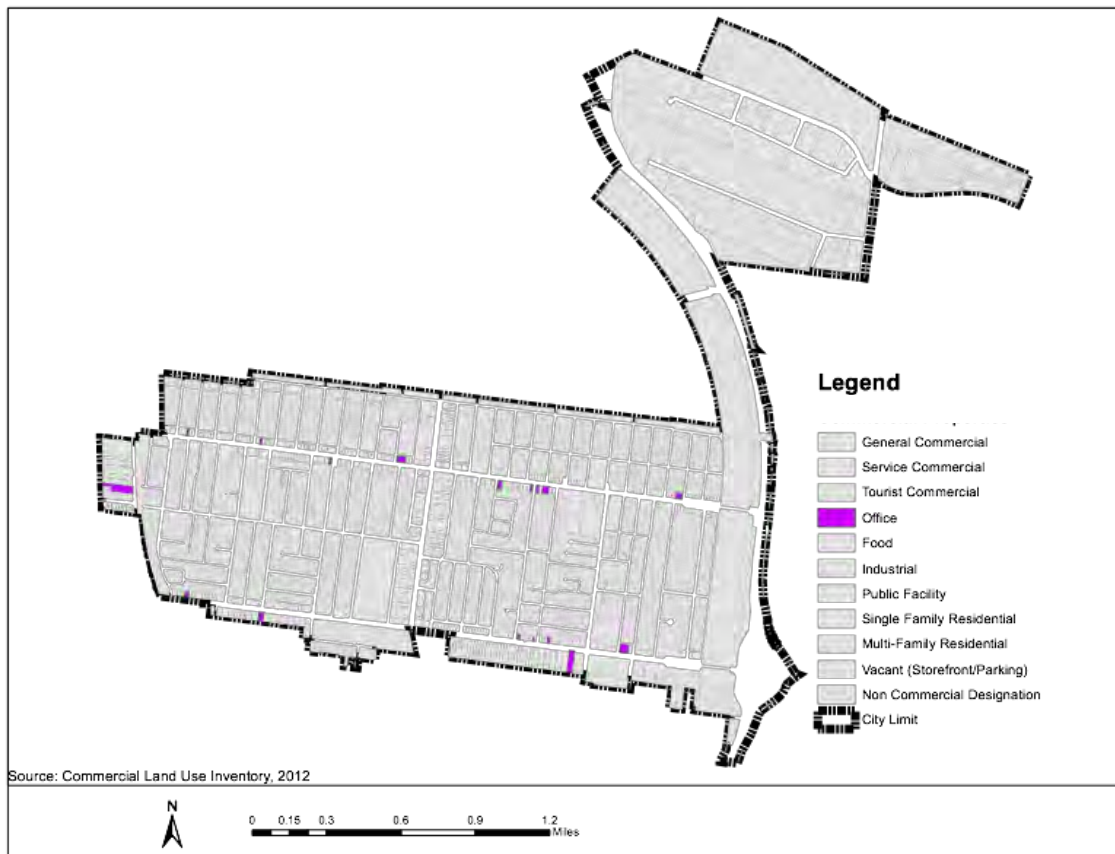 Legend
General Commercial
Service Commercial
Tourist Commercial
Office
Food
Industrial
Public Facility
Single Family Residential
Multi-Family Residential
Vacant (Storefront/Parking)
Non Commercial Designation
City Limit
Source: Commercial Land Use Inventory, 2012
N
0 0.15 0.3 0.6 0.9 1.2
Miles